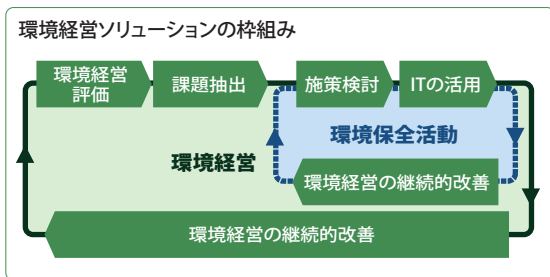 環境経営ソリューションの枠組み
環境経営
評価
課題抽出
施策検討
ITの活用
環境保全活動
環境経営
環境経営の継続的改善
環境経営の継続的改善